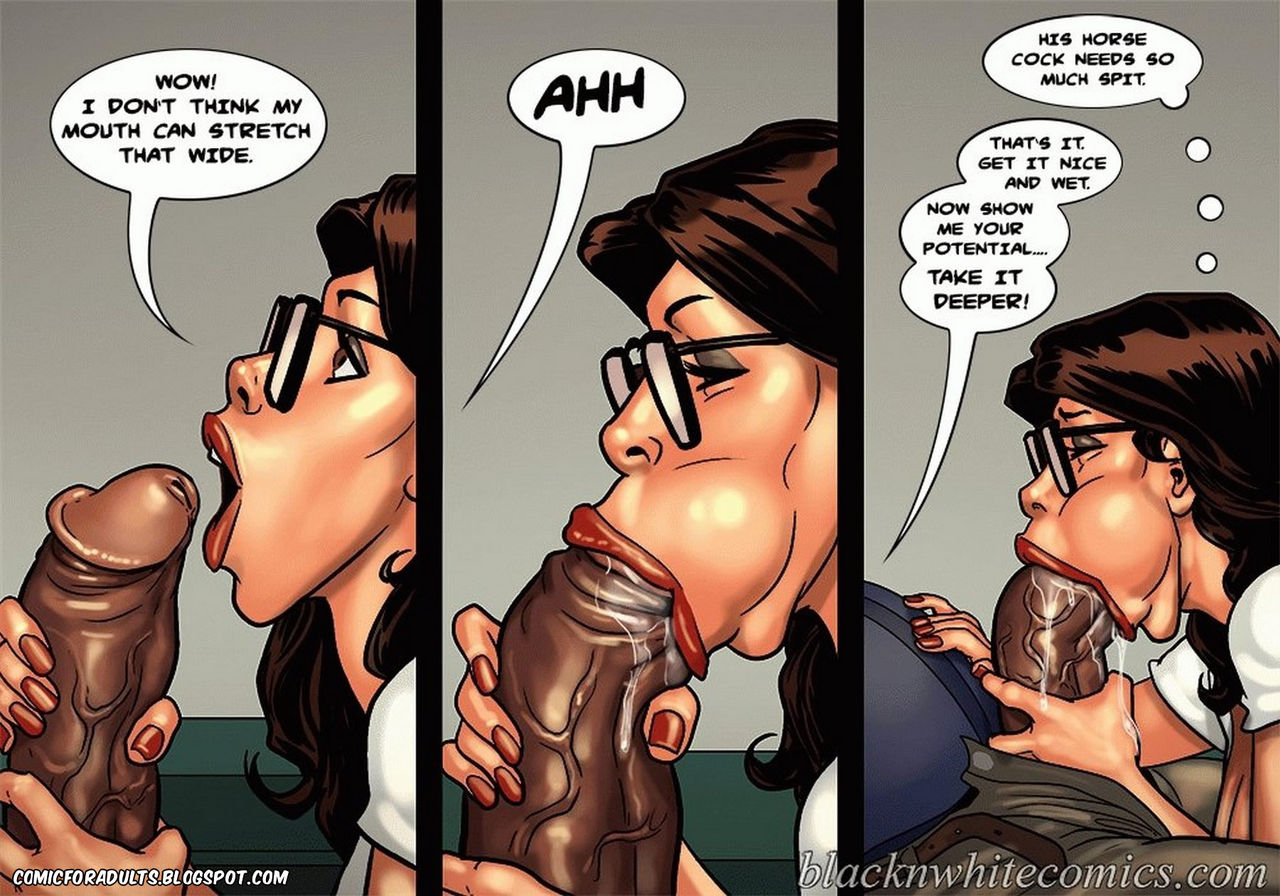 WOW!
I DON'T THINK MY
MOUTH CAN STRETCH
THAT WIDE.
AHH
HIS HORSE
COCK NEEDS SO
MUCH SPIT.
THAT'S IT.
GET IT NICE
AND WET.
NOW SHOW
ME YOUR
POTENTIAL....
TAKE IT
DEEPER!
COMICFORADULTS.BLOGSPOT.COM
blacknwhitecomics.com